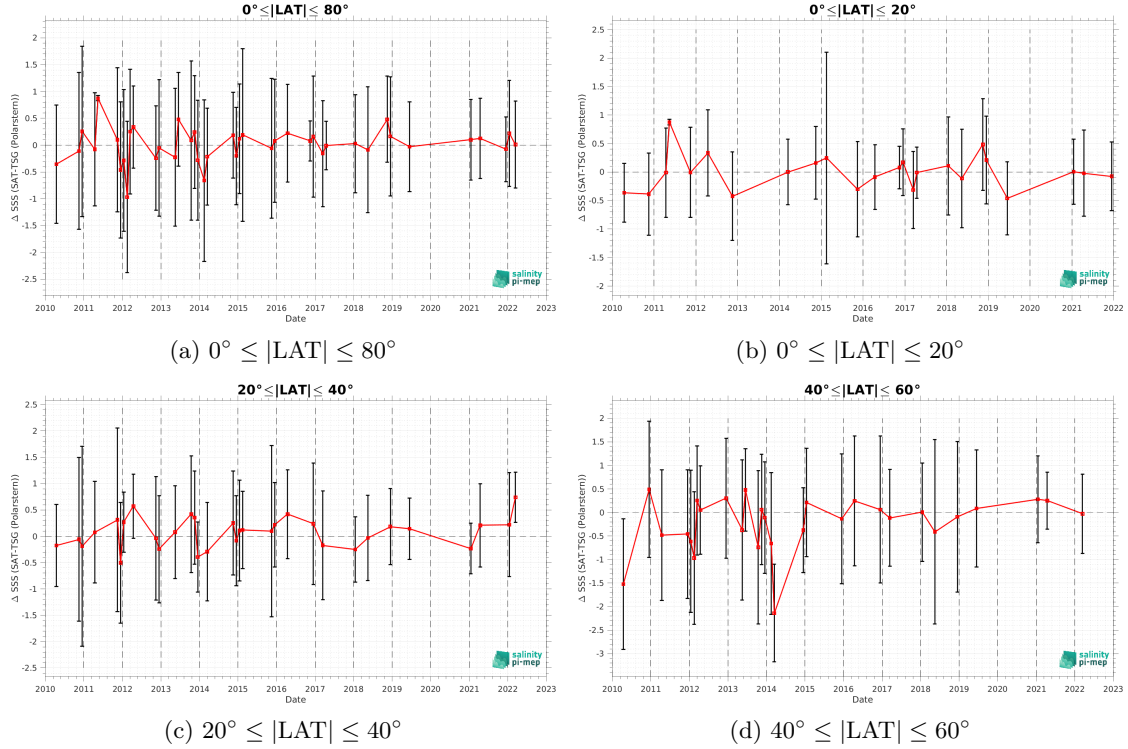 0°≤|LAT|≤ 80°
Δ SSS (SAT-TSG (Polarstern))
2
1.5
1
0.5
0
-0.5
-1
-1.5
-2
-2.5
2010 2011 2012 2013 2014 2015 2016 2017 2018 2019 2020 2021 2022 2023
Date
salinity
pi-mep
(a) 0° ≤ |LAT| ≤ 80°
0°≤|LAT|≤ 20°
Δ SSS (SAT-TSG (Polarstern))
2.5
2
1.5
1
0.5
0
-0.5
-1
-1.5
-2
2010 2011 2012 2013 2014 2015 2016 2017 2018 2019 2020 2021 2022
Date
salinity
pi-mep
(b) 0° ≤ |LAT| ≤ 20°
20°≤|LAT|≤ 40°
Δ SSS (SAT-TSG (Polarstern))
2.5
2
1.5
1
0.5
0
-0.5
-1
-1.5
-2
-2.5
2010 2011 2012 2013 2014 2015 2016 2017 2018 2019 2020 2021 2022 2023
Date
salinity
pi-mep
(c) 20° ≤ |LAT| ≤ 40°
40°≤|LAT|≤ 60°
Δ SSS (SAT-TSG (Polarstern))
2
1.5
1
0.5
0
-0.5
-1
-1.5
-2
-2.5
-3
2010 2011 2012 2013 2014 2015 2016 2017 2018 2019 2020 2021 2022 2023
Date
salinity
pi-mep
(d) 40° ≤ |LAT| ≤ 60°